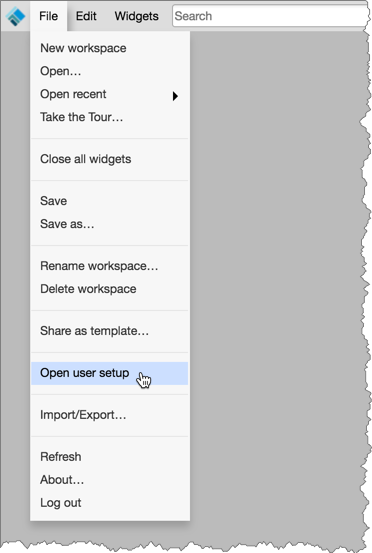 File Edit Widgets Search
New workspace
Open…
Open recent
Take the Tour…
Close all widgets
Save
Save as…
Rename workspace…
Delete workspace
Share as template…
Open user setup
Import/Export…
Refresh
About…
Log out